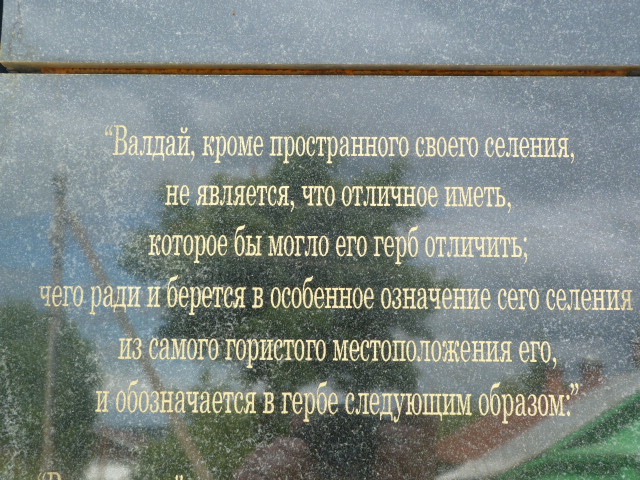 “Валдай, кроме пространного своего селения,
не является, что отличное иметь,
которое бы могло его герб отличить;
чего ради и берется в особенное означение сего селения
из самого гористого местоположения его,
и обозначается в гербе следующим образом:”